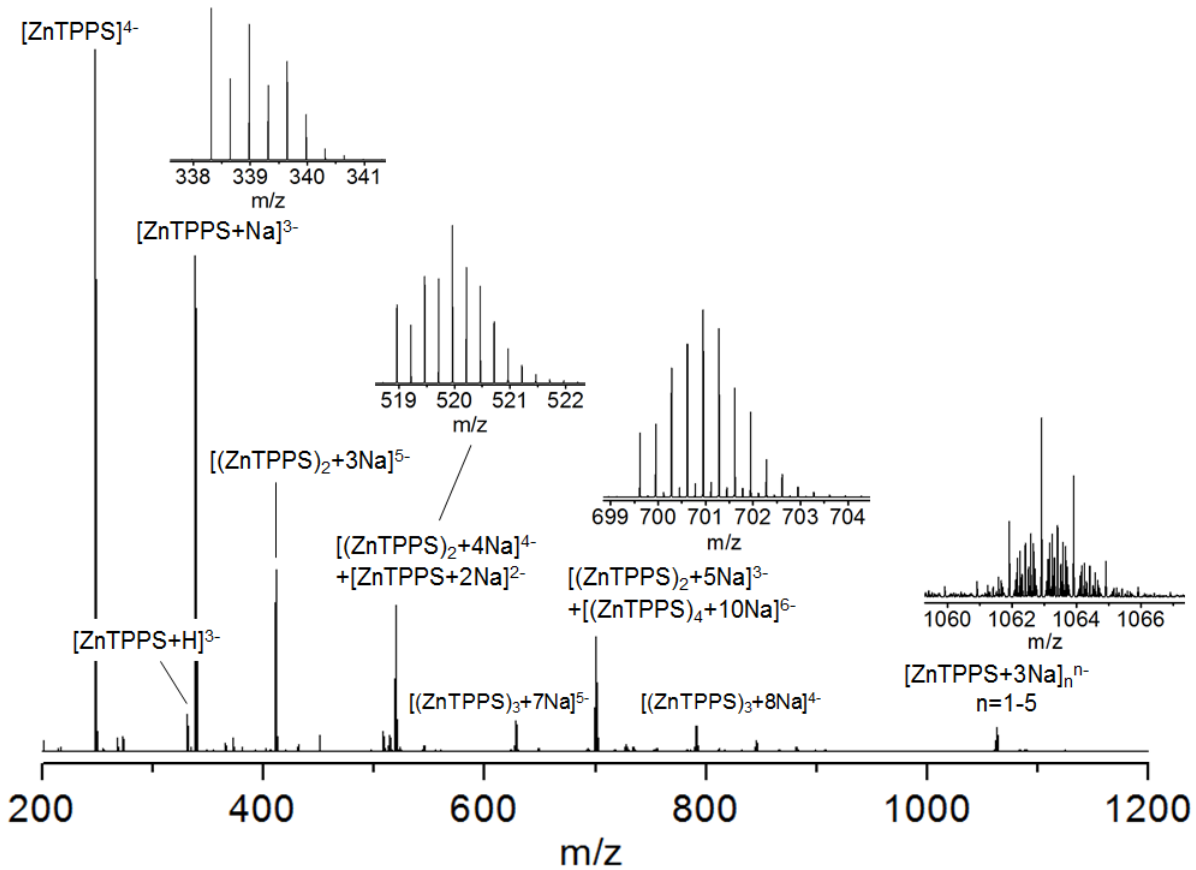 [ZnTPPS]⁴⁻
338 339 340 341
m/z
[ZnTPPS+Na]³⁻
519 520 521 522
m/z
[(ZnTPPS)₂+3Na]⁵⁻
699 700 701 702 703 704
m/z
[(ZnTPPS)₂+4Na]⁴⁻
+[ZnTPPS+2Na]²⁻
[(ZnTPPS)₂+5Na]³⁻
+[(ZnTPPS)₄+10Na]⁶⁻
1060 1062 1064 1066
m/z
[ZnTPPS+H]³⁻
[ZnTPPS+3Na]ₙⁿ⁻
n=1-5
[(ZnTPPS)₃+7Na]⁵⁻
[(ZnTPPS)₃+8Na]⁴⁻
200 400 600 800 1000 1200
m/z